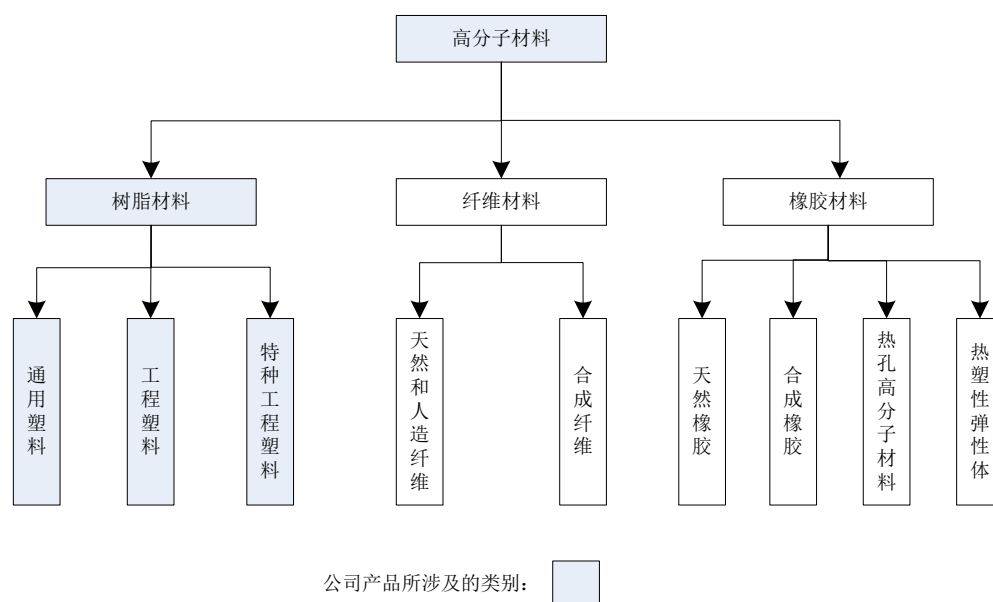 高分子材料
树脂材料
纤维材料
橡胶材料
通用塑料
工程塑料
特种工程塑料
天然和人造纤维
合成纤维
天然橡胶
合成橡胶
热孔高分子材料
热塑性弹性体
公司产品所涉及的类别: